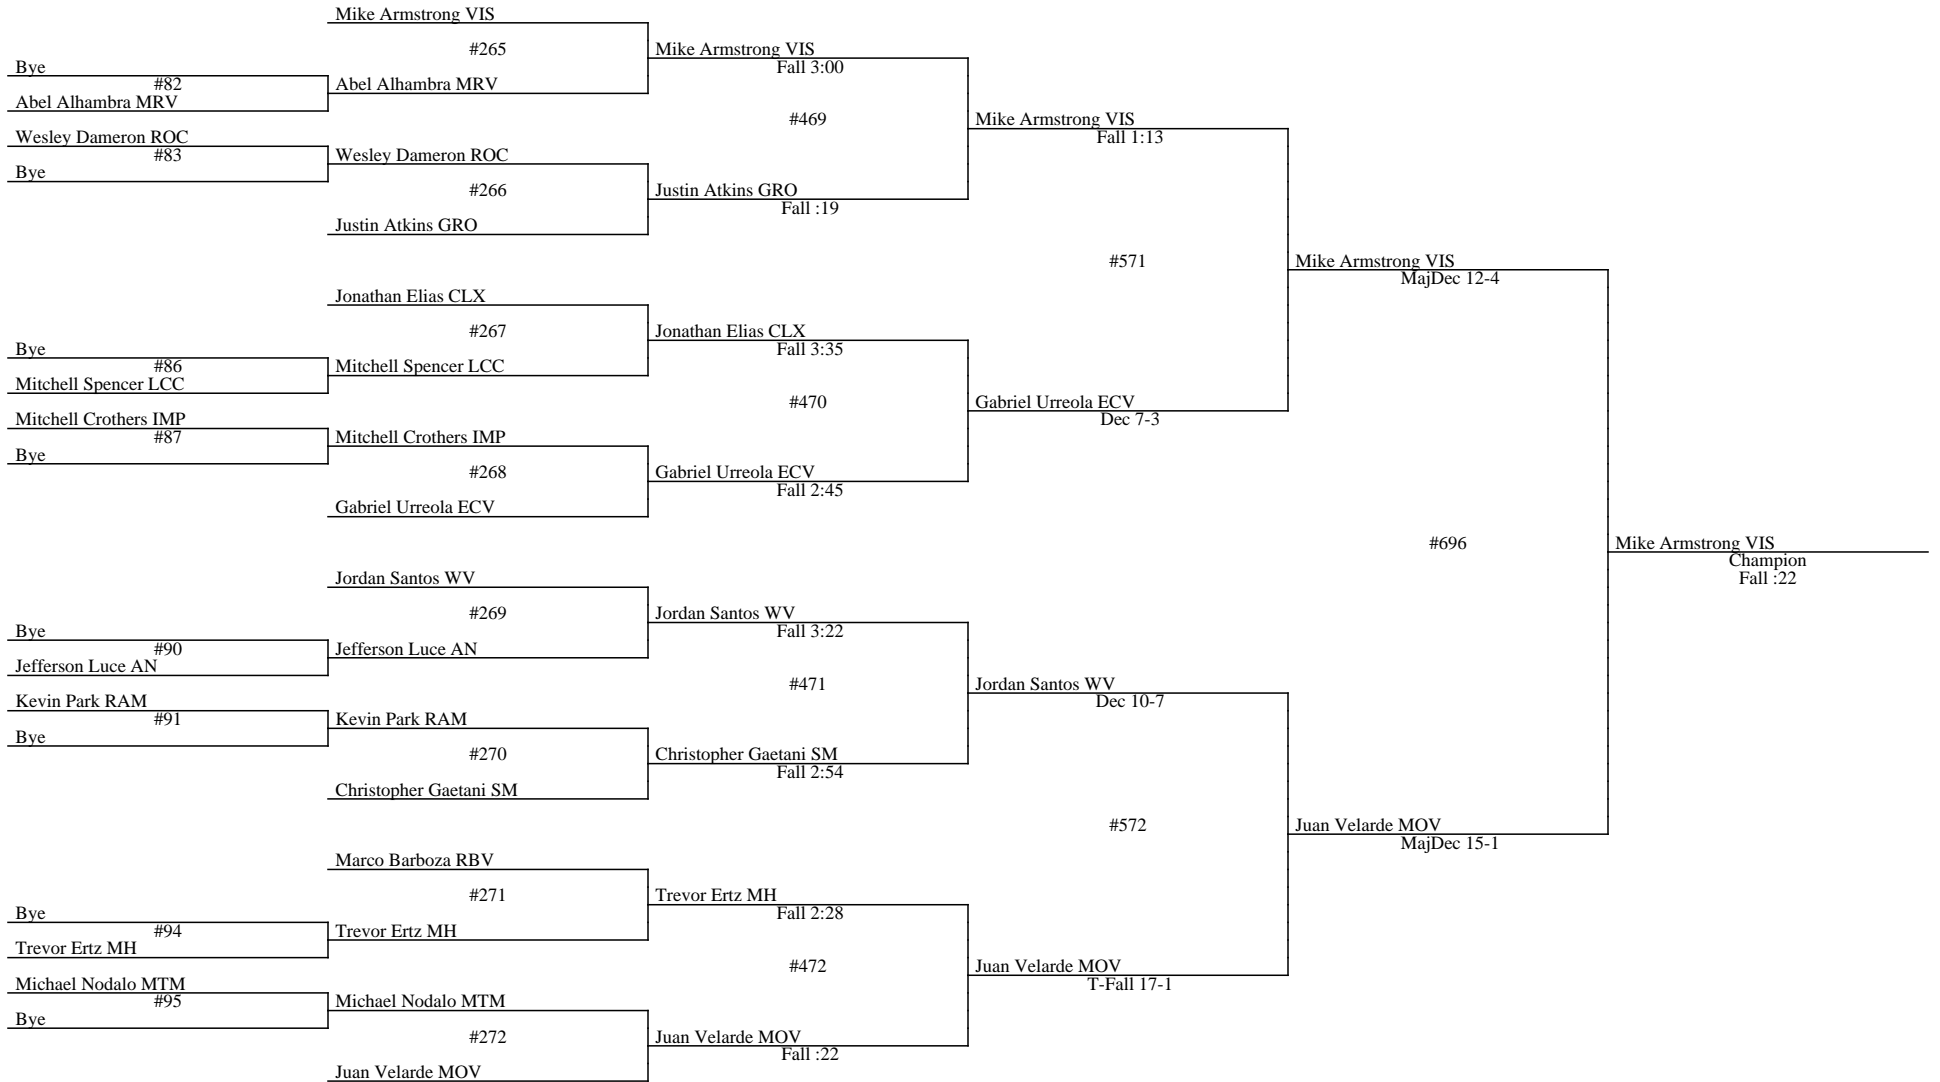 Mike Armstrong VIS
#265
Mike Armstrong VIS
Fall 3:00
Bye
#82
Abel Alhambra MRV
Abel Alhambra MRV
#469
Mike Armstrong VIS
Fall 1:13
Wesley Dameron ROC
#83
Wesley Dameron ROC
Bye
#266
Justin Atkins GRO
Fall :19
Justin Atkins GRO
#571
Mike Armstrong VIS
MajDec 12-4
Jonathan Elias CLX
#267
Jonathan Elias CLX
Fall 3:35
Bye
#86
Mitchell Spencer LCC
Mitchell Spencer LCC
#470
Gabriel Urreola ECV
Dec 7-3
Mitchell Crothers IMP
#87
Mitchell Crothers IMP
Bye
#268
Gabriel Urreola ECV
Fall 2:45
Gabriel Urreola ECV
#696
Mike Armstrong VIS
Champion
Fall :22
Jordan Santos WV
#269
Jordan Santos WV
Fall 3:22
Bye
#90
Jefferson Luce AN
Jefferson Luce AN
#471
Jordan Santos WV
Dec 10-7
Kevin Park RAM
#91
Kevin Park RAM
Bye
#270
Christopher Gaetani SM
Fall 2:54
Christopher Gaetani SM
#572
Juan Velarde MOV
MajDec 15-1
Marco Barboza RBV
#271
Trevor Ertz MH
Fall 2:28
Bye
#94
Trevor Ertz MH
Trevor Ertz MH
#472
Juan Velarde MOV
T-Fall 17-1
Michael Nodalo MTM
#95
Michael Nodalo MTM
Bye
#272
Juan Velarde MOV
Fall :22
Juan Velarde MOV